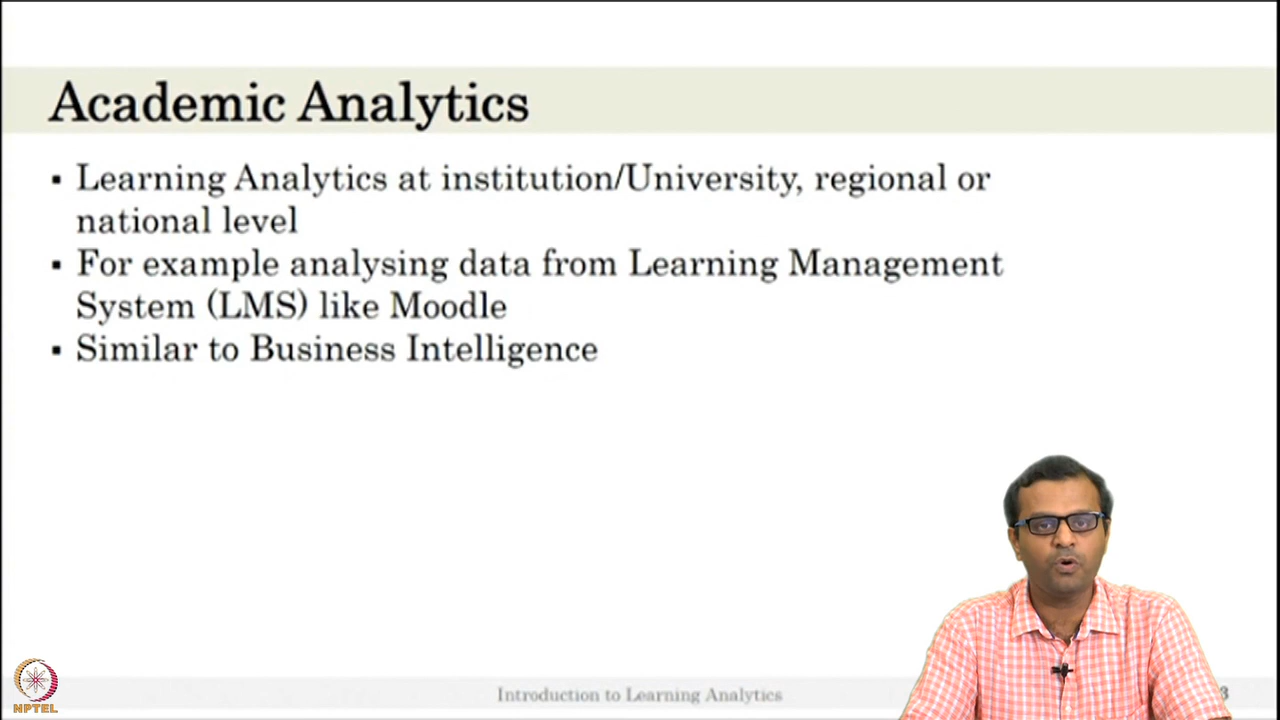 Academic Analytics
▪ Learning Analytics at institution/University, regional or
national level
▪ For example analysing data from Learning Management
System (LMS) like Moodle
▪ Similar to Business Intelligence
NPTEL
Introduction to Learning Analytics
3